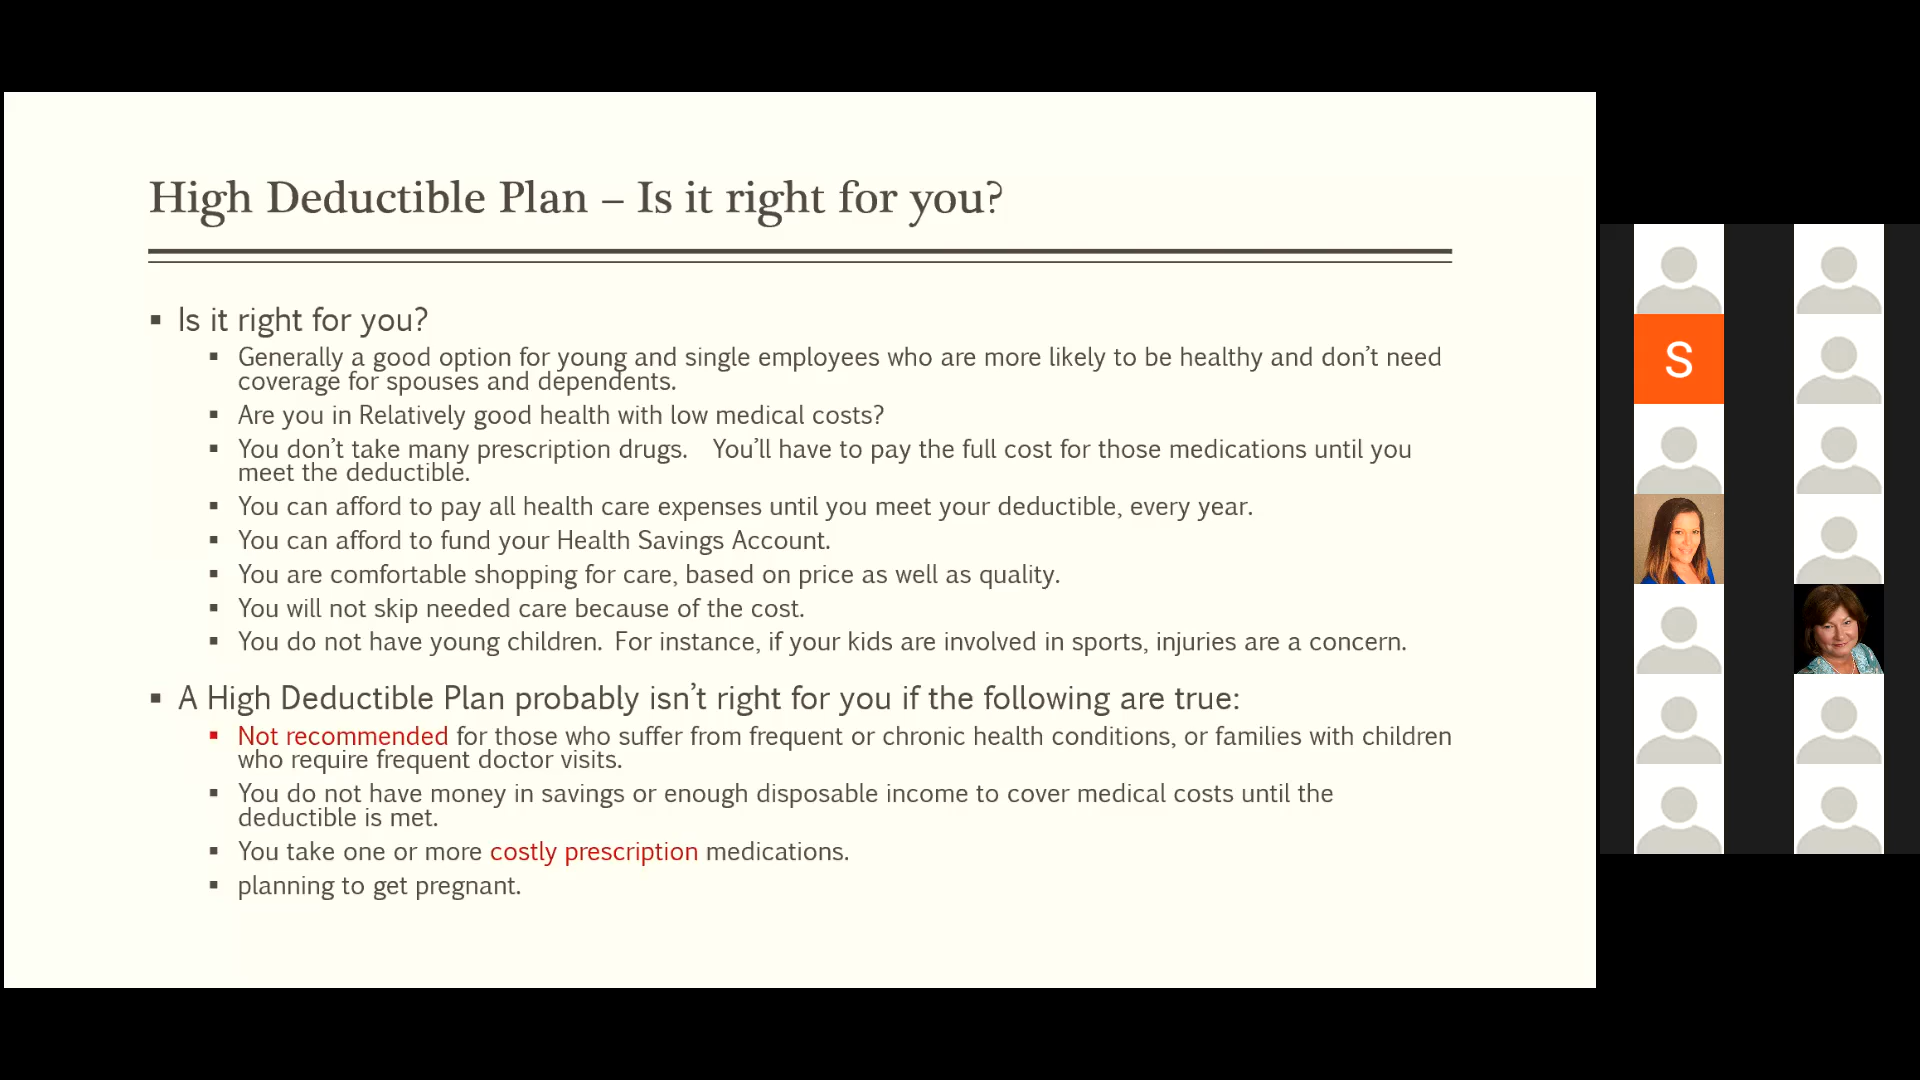 High Deductible Plan – Is it right for you?
▪ Is it right for you?
▪ Generally a good option for young and single employees who are more likely to be healthy and don’t need
coverage for spouses and dependents.
▪ Are you in Relatively good health with low medical costs?
▪ You don’t take many prescription drugs. You’ll have to pay the full cost for those medications until you
meet the deductible.
▪ You can afford to pay all health care expenses until you meet your deductible, every year.
▪ You can afford to fund your Health Savings Account.
▪ You are comfortable shopping for care, based on price as well as quality.
▪ You will not skip needed care because of the cost.
▪ You do not have young children. For instance, if your kids are involved in sports, injuries are a concern.
▪ A High Deductible Plan probably isn’t right for you if the following are true:
▪ Not recommended for those who suffer from frequent or chronic health conditions, or families with children
who require frequent doctor visits.
▪ You do not have money in savings or enough disposable income to cover medical costs until the
deductible is met.
▪ You take one or more costly prescription medications.
▪ planning to get pregnant.
S